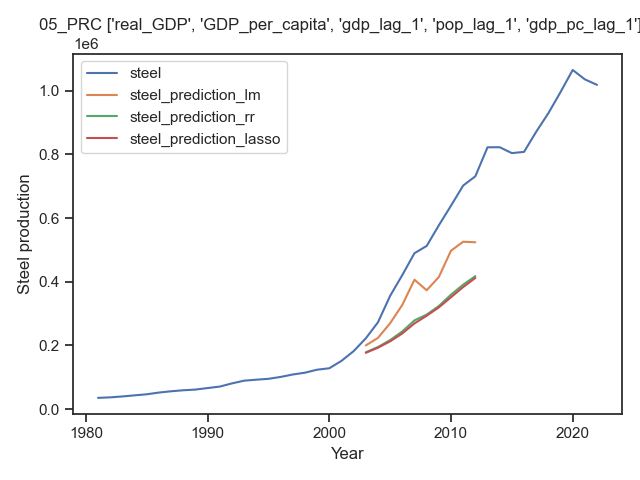 05_PRC ['real_GDP', 'GDP_per_capita', 'gdp_lag_1', 'pop_lag_1', 'gdp_pc_lag_1']
1e6
steel
steel_prediction_lm
steel_prediction_rr
steel_prediction_lasso
1.0
0.8
0.6
0.4
0.2
0.0
Steel production
1980 1990 2000 2010 2020
Year